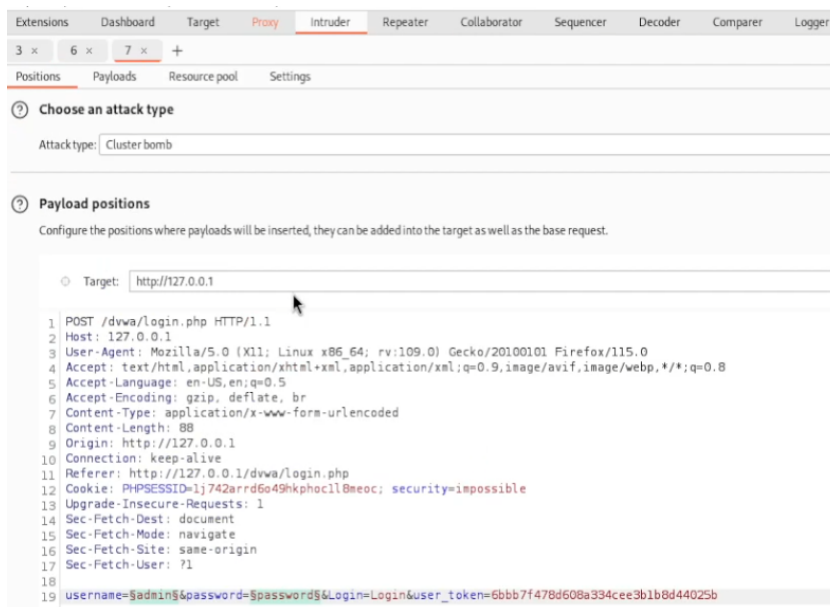 Extensions Dashboard Target Proxy Intruder Repeater Collaborator Sequencer Decoder Comparer Logger
3 × 6 × 7 × +
Positions Payloads Resource pool Settings
? Choose an attack type
Attack type: Cluster bomb
? Payload positions
Configure the positions where payloads will be inserted, they can be added into the target as well as the base request.
Target: http://127.0.0.1
1 POST /dvwa/login.php HTTP/1.1
2 Host: 127.0.0.1
3 User-Agent: Mozilla/5.0 (X11; Linux x86_64; rv:109.0) Gecko/20100101 Firefox/115.0
4 Accept: text/html,application/xhtml+xml,application/xml;q=0.9,image/avif,image/webp,*/*;q=0.8
5 Accept-Language: en-US,en;q=0.5
6 Accept-Encoding: gzip, deflate, br
7 Content-Type: application/x-www-form-urlencoded
8 Content-Length: 88
9 Origin: http://127.0.0.1
10 Connection: keep-alive
11 Referer: http://127.0.0.1/dvwa/login.php
12 Cookie: PHPSESSID=1j742arrd6o49hkphocll8meoc; security=impossible
13 Upgrade-Insecure-Requests: 1
14 Sec-Fetch-Dest: document
15 Sec-Fetch-Mode: navigate
16 Sec-Fetch-Site: same-origin
17 Sec-Fetch-User: ?1
18
19 username=§admin§&password=§password§&Login=Login&user_token=6bbb7f478d608a334cee3b1b8d44025b